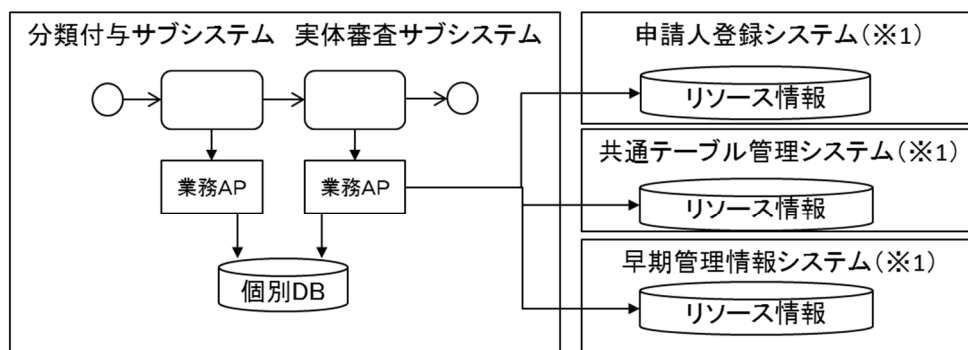 分類付与サブシステム 実体審査サブシステム
業務AP
業務AP
個別DB
申請人登録システム(※1)
リソース情報
共通テーブル管理システム(※1)
リソース情報
早期管理情報システム(※1)
リソース情報